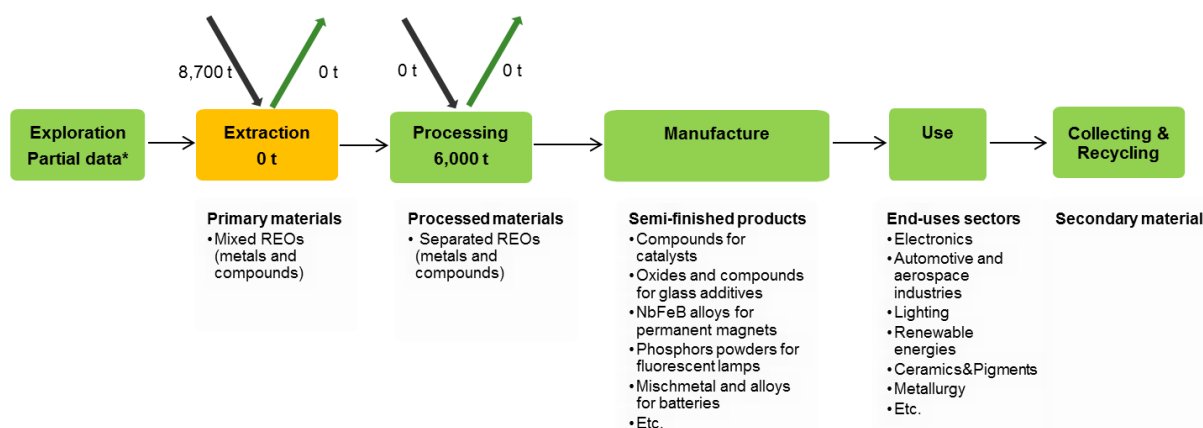 8,700 t
0 t
0 t
0 t
Exploration
Partial data*
Extraction
0 t
Processing
6,000 t
Manufacture
Use
Collecting &
Recycling
Primary materials
•Mixed REOs
(metals and
compounds)
Processed materials
• Separated REOs
(metals and
compounds)
Semi-finished products
•Compounds for
catalysts
•Oxides and compounds
for glass additives
•NbFeB alloys for
permanent magnets
•Phosphors powders for
fluorescent lamps
•Mischmetal and alloys
for batteries
•Etc.
End-uses sectors
•Electronics
•Automotive and
aerospace
industries
•Lighting
•Renewable
energies
•Ceramics&Pigments
•Metallurgy
•Etc.
Secondary material